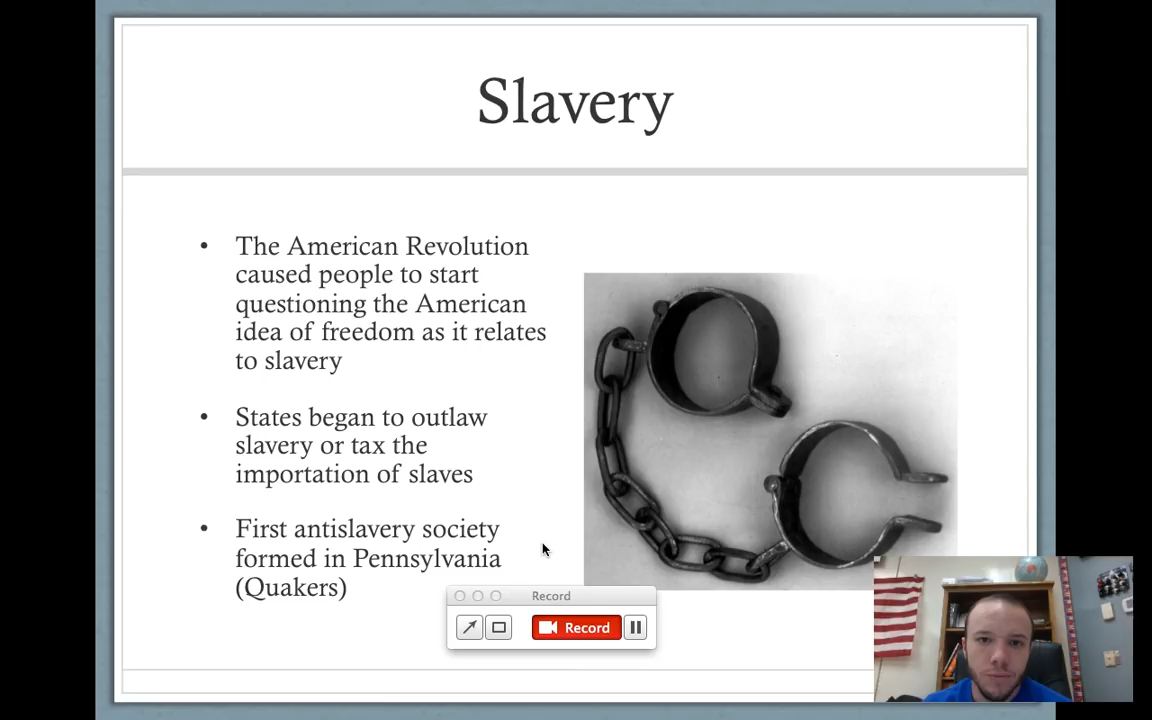 Slavery
• The American Revolution
caused people to start
questioning the American
idea of freedom as it relates
to slavery
• States began to outlaw
slavery or tax the
importation of slaves
• First antislavery society
formed in Pennsylvania
(Quakers)
Record
Record